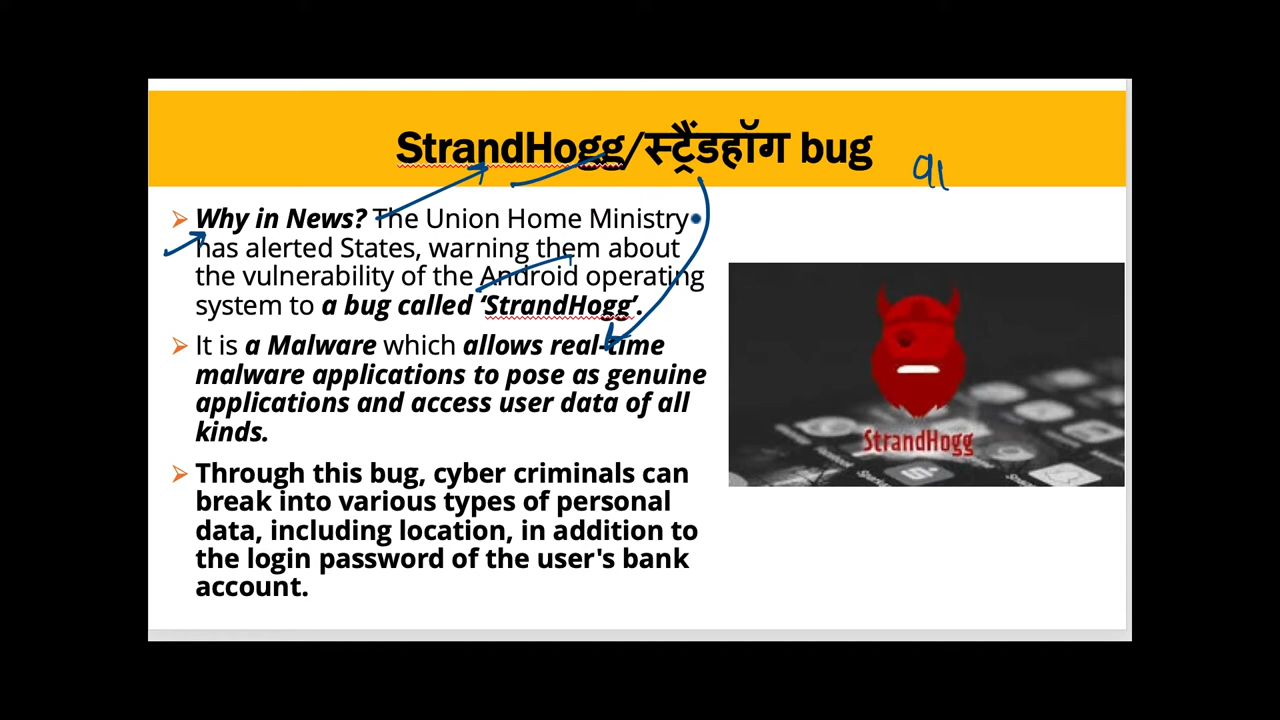 StrandHogg/स्ट्रैंडहॉग bug
Why in News? The Union Home Ministry
has alerted States, warning them about
the vulnerability of the Android operating
system to a bug called ‘StrandHogg’.
It is a Malware which allows real-time
malware applications to pose as genuine
applications and access user data of all
kinds.
Through this bug, cyber criminals can
break into various types of personal
data, including location, in addition to
the login password of the user's bank
account.
StrandHogg